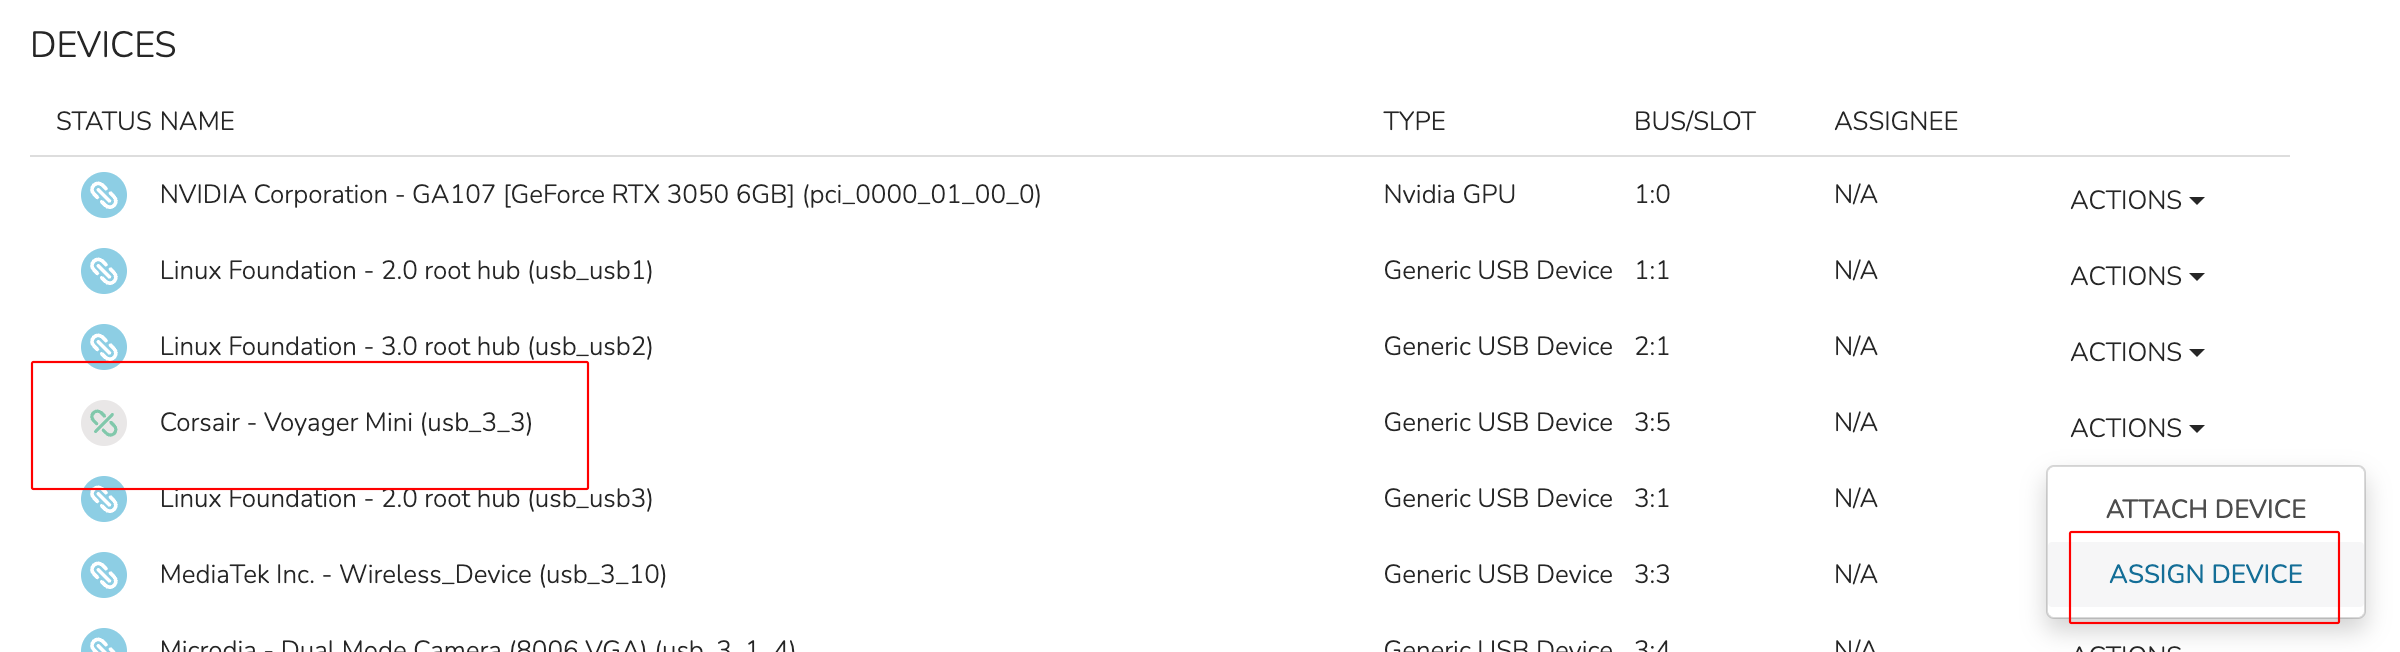 DEVICES
STATUS NAME TYPE BUS/SLOT ASSIGNEE
NVIDIA Corporation - GA107 [GeForce RTX 3050 6GB] (pci_0000_01_00_0) Nvidia GPU 1:0 N/A ACTIONS
Linux Foundation - 2.0 root hub (usb_usb1) Generic USB Device 1:1 N/A ACTIONS
Linux Foundation - 3.0 root hub (usb_usb2) Generic USB Device 2:1 N/A ACTIONS
Corsair - Voyager Mini (usb_3_3) Generic USB Device 3:5 N/A ACTIONS
Linux Foundation - 2.0 root hub (usb_usb3) Generic USB Device 3:1 N/A ATTACH DEVICE
MediaTek Inc. - Wireless_Device (usb_3_10) Generic USB Device 3:3 N/A ASSIGN DEVICE
Microdia - Dual Mode Camera (8006 VGA) (usb_3_1_4) Generic USB Device 3:4 N/A ACTIONS